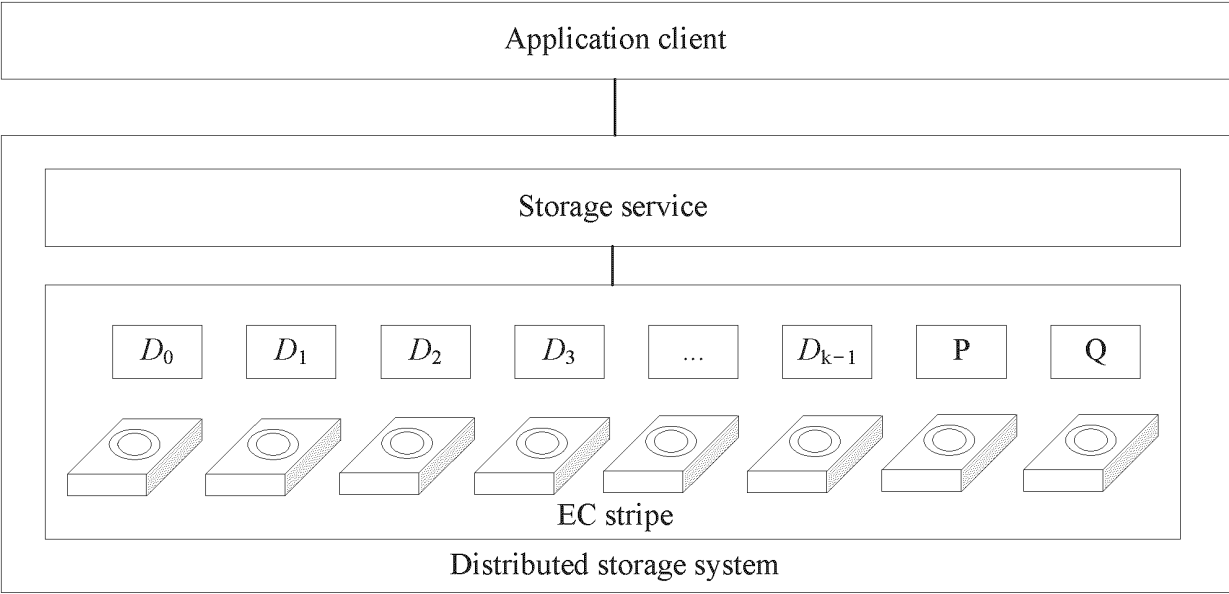 Application client
Storage service
D₀ D₁ D₂ D₃ ... Dₖ₋₁ P Q
EC stripe
Distributed storage system